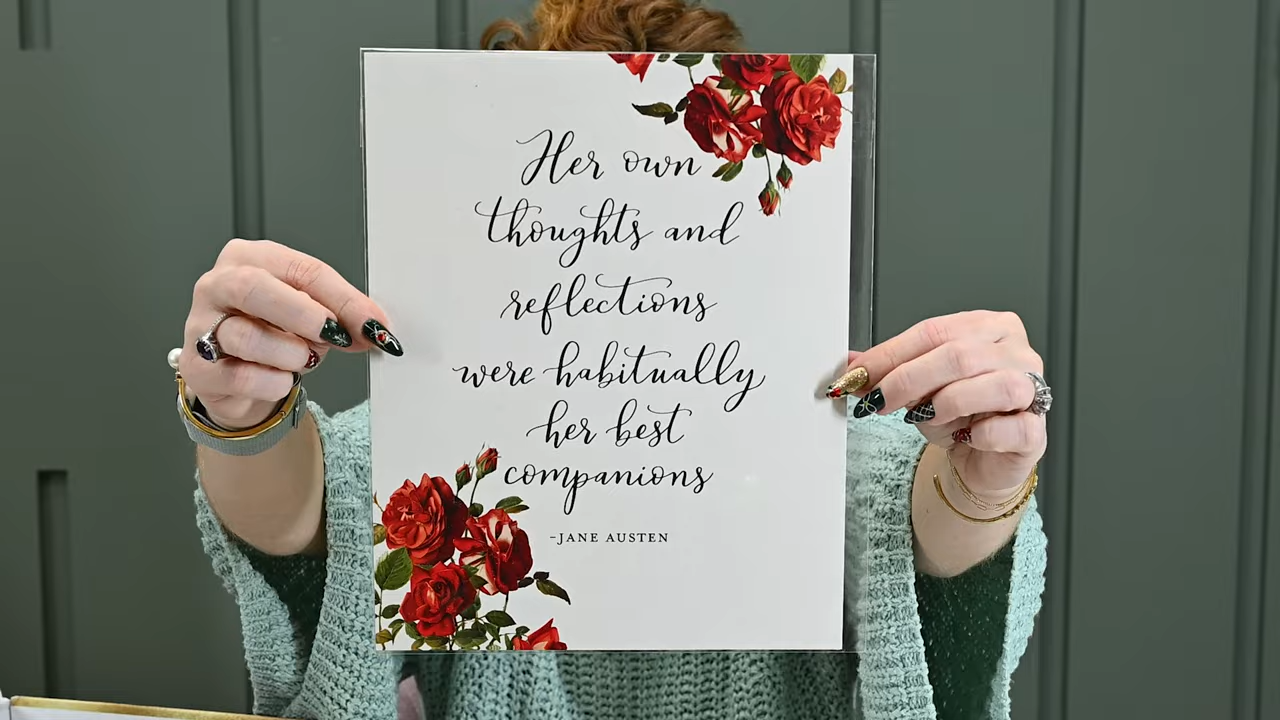 Her own
thoughts and
reflections
were habitually
her best
companions
-JANE AUSTEN